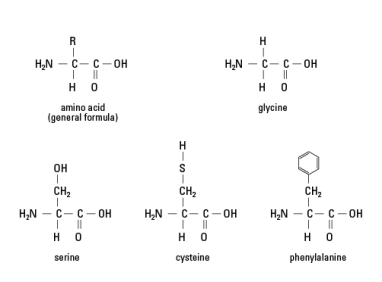 R
H₂N — C — C — OH
H O
amino acid
(general formula)
H
H₂N — C — C — OH
H O
glycine
OH
CH₂
H₂N — C — C — OH
H O
serine
H
S
CH₂
H₂N — C — C — OH
H O
cysteine
CH₂
H₂N — C — C — OH
H O
phenylalanine